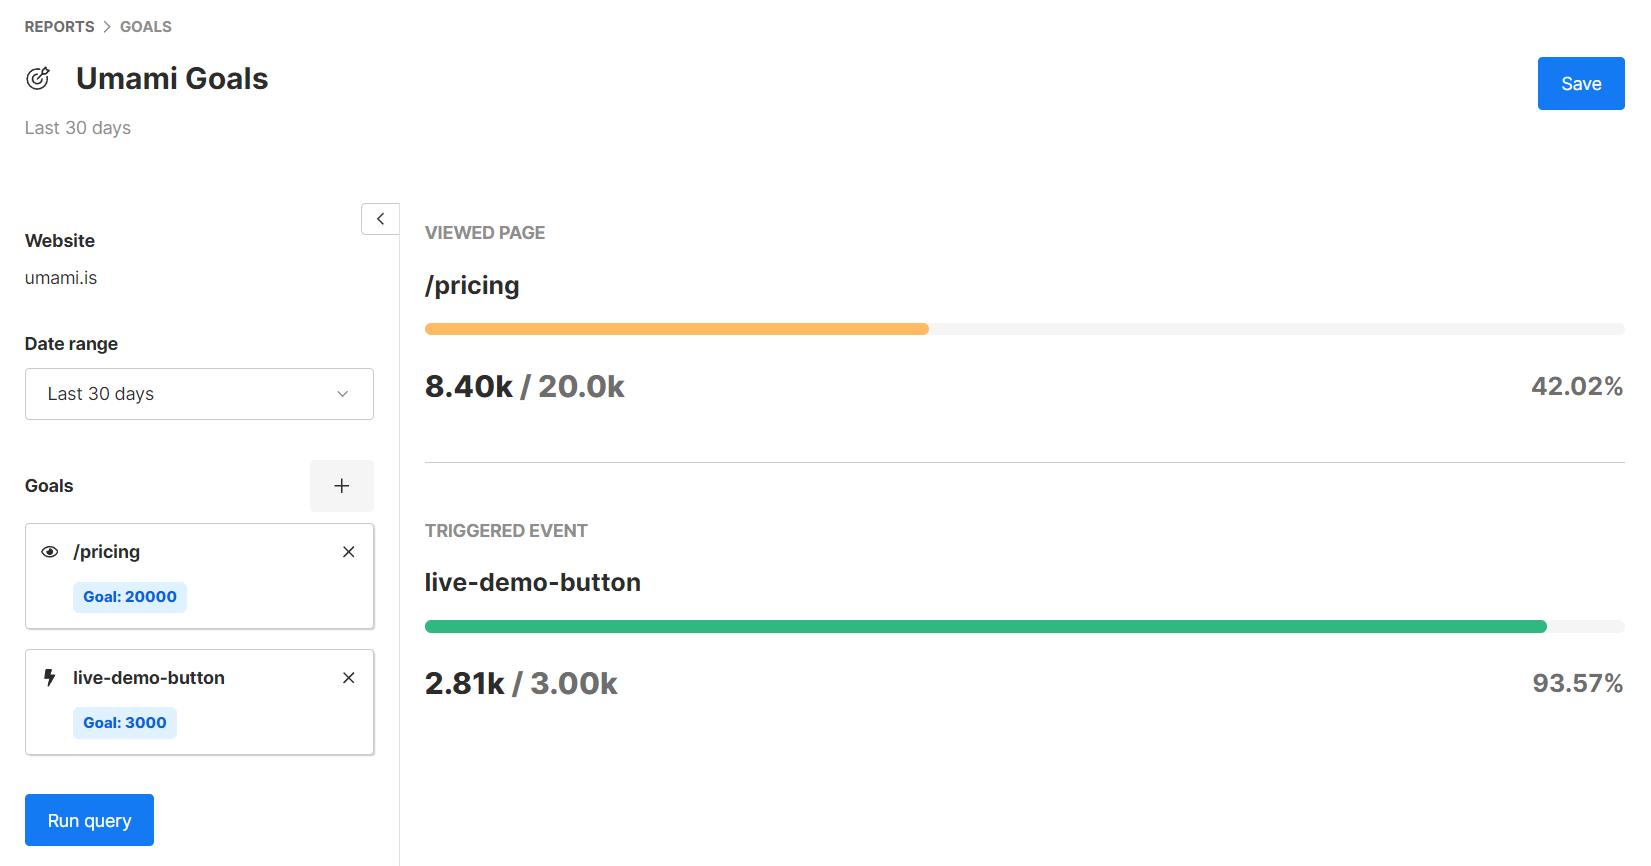 REPORTS > GOALS
Umami Goals
Save
Last 30 days
Website
umami.is
Date range
Last 30 days
Goals
/pricing
Goal: 20000
live-demo-button
Goal: 3000
Run query
VIEWED PAGE
/pricing
8.40k / 20.0k 42.02%
TRIGGERED EVENT
live-demo-button
2.81k / 3.00k 93.57%